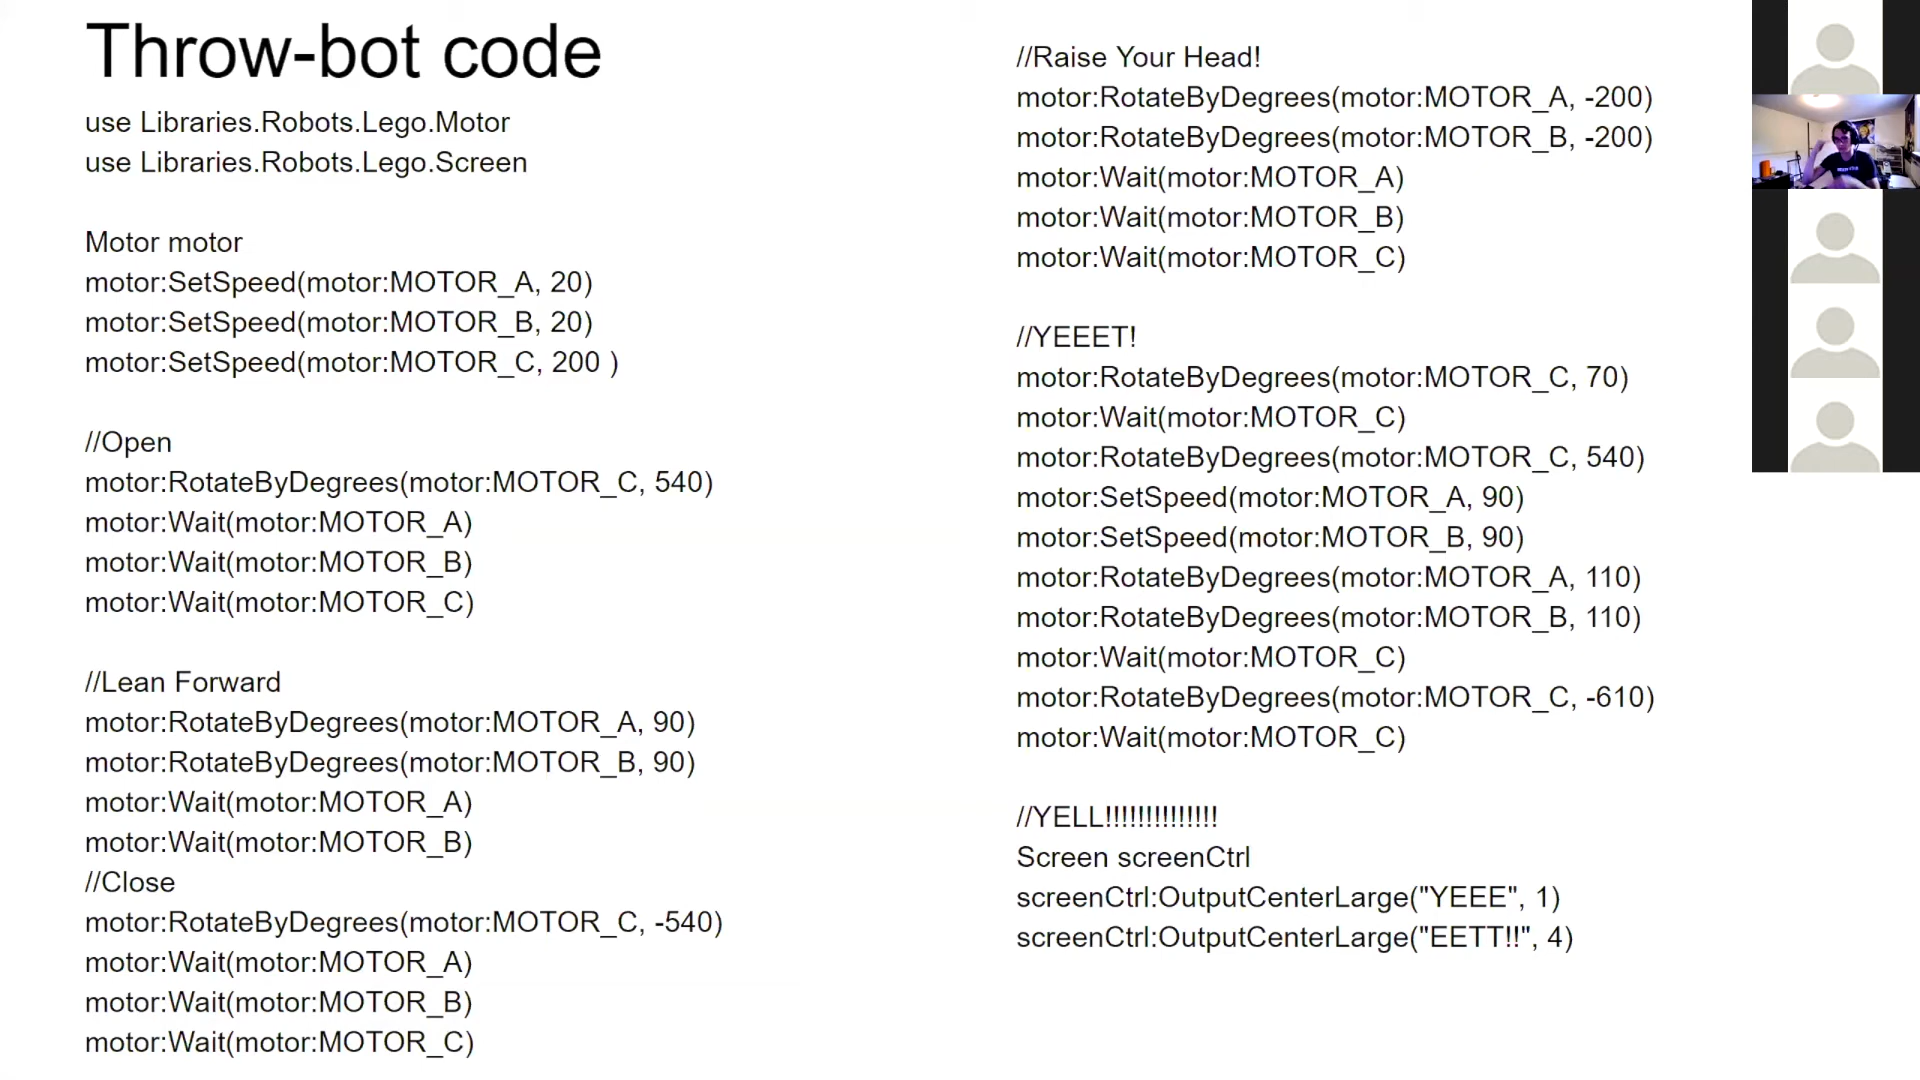 Throw-bot code
use Libraries.Robots.Lego.Motor
use Libraries.Robots.Lego.Screen
Motor motor
motor:SetSpeed(motor:MOTOR_A, 20)
motor:SetSpeed(motor:MOTOR_B, 20)
motor:SetSpeed(motor:MOTOR_C, 200 )
//Open
motor:RotateByDegrees(motor:MOTOR_C, 540)
motor:Wait(motor:MOTOR_A)
motor:Wait(motor:MOTOR_B)
motor:Wait(motor:MOTOR_C)
//Lean Forward
motor:RotateByDegrees(motor:MOTOR_A, 90)
motor:RotateByDegrees(motor:MOTOR_B, 90)
motor:Wait(motor:MOTOR_A)
motor:Wait(motor:MOTOR_B)
//Close
motor:RotateByDegrees(motor:MOTOR_C, -540)
motor:Wait(motor:MOTOR_A)
motor:Wait(motor:MOTOR_B)
motor:Wait(motor:MOTOR_C)
//Raise Your Head!
motor:RotateByDegrees(motor:MOTOR_A, -200)
motor:RotateByDegrees(motor:MOTOR_B, -200)
motor:Wait(motor:MOTOR_A)
motor:Wait(motor:MOTOR_B)
motor:Wait(motor:MOTOR_C)
//YEEET!
motor:RotateByDegrees(motor:MOTOR_C, 70)
motor:Wait(motor:MOTOR_C)
motor:RotateByDegrees(motor:MOTOR_C, 540)
motor:SetSpeed(motor:MOTOR_A, 90)
motor:SetSpeed(motor:MOTOR_B, 90)
motor:RotateByDegrees(motor:MOTOR_A, 110)
motor:RotateByDegrees(motor:MOTOR_B, 110)
motor:Wait(motor:MOTOR_C)
motor:RotateByDegrees(motor:MOTOR_C, -610)
motor:Wait(motor:MOTOR_C)
//YELL!!!!!!!!!!!!!!
Screen screenCtrl
screenCtrl:OutputCenterLarge("YEEE", 1)
screenCtrl:OutputCenterLarge("EETT!!", 4)